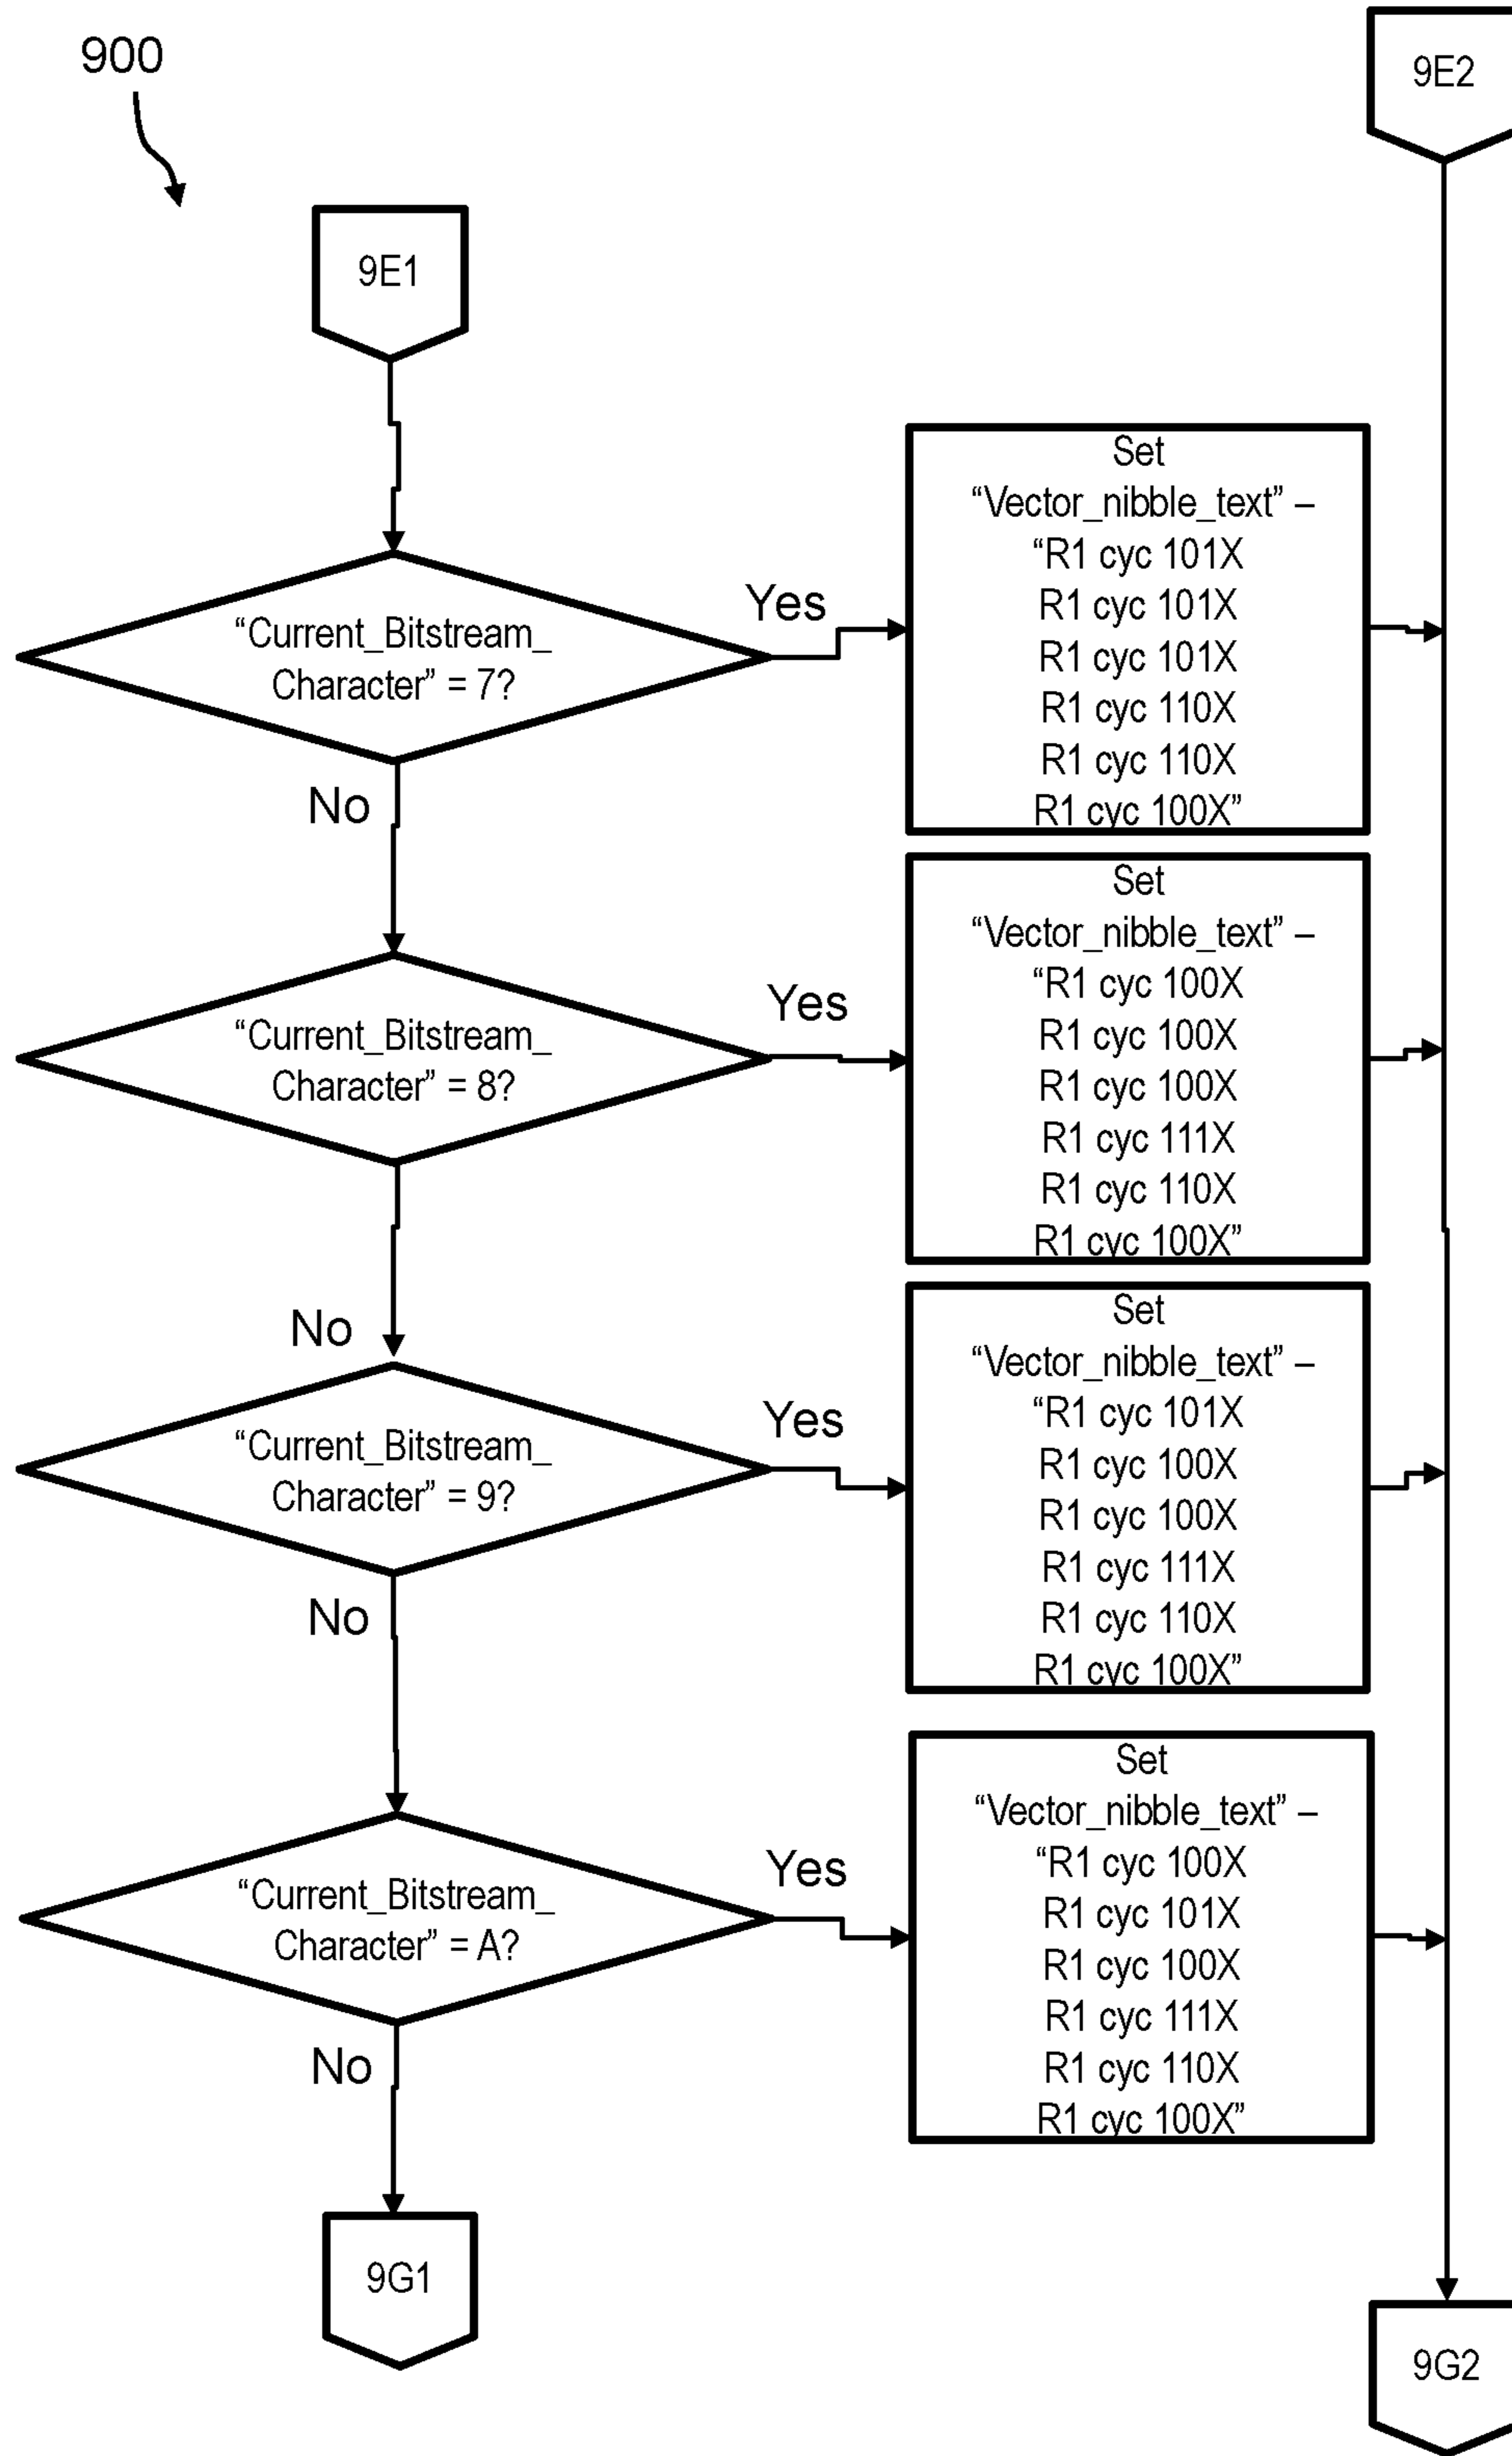 900
9E2
9E1
“Current_Bitstream_
Character” = 7?
Yes
Set
“Vector_nibble_text” –
“R1 cyc 101X
R1 cyc 101X
R1 cyc 101X
R1 cyc 110X
R1 cyc 110X
R1 cyc 100X”
No
“Current_Bitstream_
Character” = 8?
Yes
Set
“Vector_nibble_text” –
“R1 cyc 100X
R1 cyc 100X
R1 cyc 100X
R1 cyc 111X
R1 cyc 110X
R1 cyc 100X”
No
“Current_Bitstream_
Character” = 9?
Yes
Set
“Vector_nibble_text” –
“R1 cyc 101X
R1 cyc 100X
R1 cyc 100X
R1 cyc 111X
R1 cyc 110X
R1 cyc 100X”
No
“Current_Bitstream_
Character” = A?
Yes
Set
“Vector_nibble_text” –
“R1 cyc 100X
R1 cyc 101X
R1 cyc 100X
R1 cyc 111X
R1 cyc 110X
R1 cyc 100X”
No
9G1
9G2